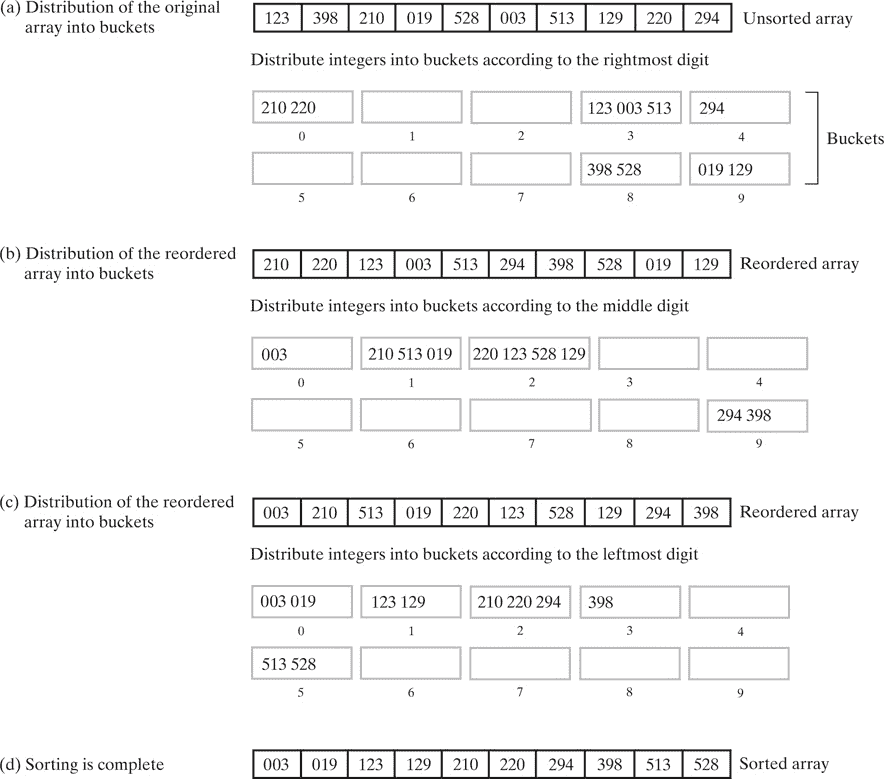 (a) Distribution of the original array into buckets
123 398 210 019 528 003 513 129 220 294 Unsorted array
Distribute integers into buckets according to the rightmost digit
210 220 123 003 513 294
0 1 2 3 4
Buckets
398 528 019 129
5 6 7 8 9
(b) Distribution of the reordered array into buckets
210 220 123 003 513 294 398 528 019 129 Reordered array
Distribute integers into buckets according to the middle digit
003 210 513 019 220 123 528 129
0 1 2 3 4
294 398
5 6 7 8 9
(c) Distribution of the reordered array into buckets
003 210 513 019 220 123 528 129 294 398 Reordered array
Distribute integers into buckets according to the leftmost digit
003 019 123 129 210 220 294 398
0 1 2 3 4
513 528
5 6 7 8 9
(d) Sorting is complete 003 019 123 129 210 220 294 398 513 528 Sorted array